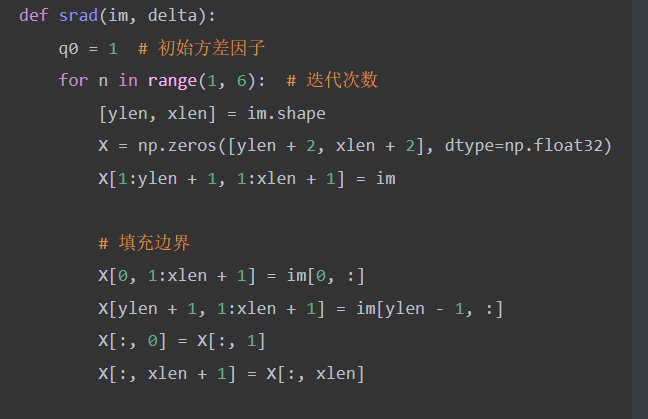 def srad(im, delta):
    q0 = 1  # 初始方差因子
    for n in range(1, 6):  # 迭代次数
        [ylen, xlen] = im.shape
        X = np.zeros([ylen + 2, xlen + 2], dtype=np.float32)
        X[1:ylen + 1, 1:xlen + 1] = im

        # 填充边界
        X[0, 1:xlen + 1] = im[0, :]
        X[ylen + 1, 1:xlen + 1] = im[ylen - 1, :]
        X[:, 0] = X[:, 1]
        X[:, xlen + 1] = X[:, xlen]